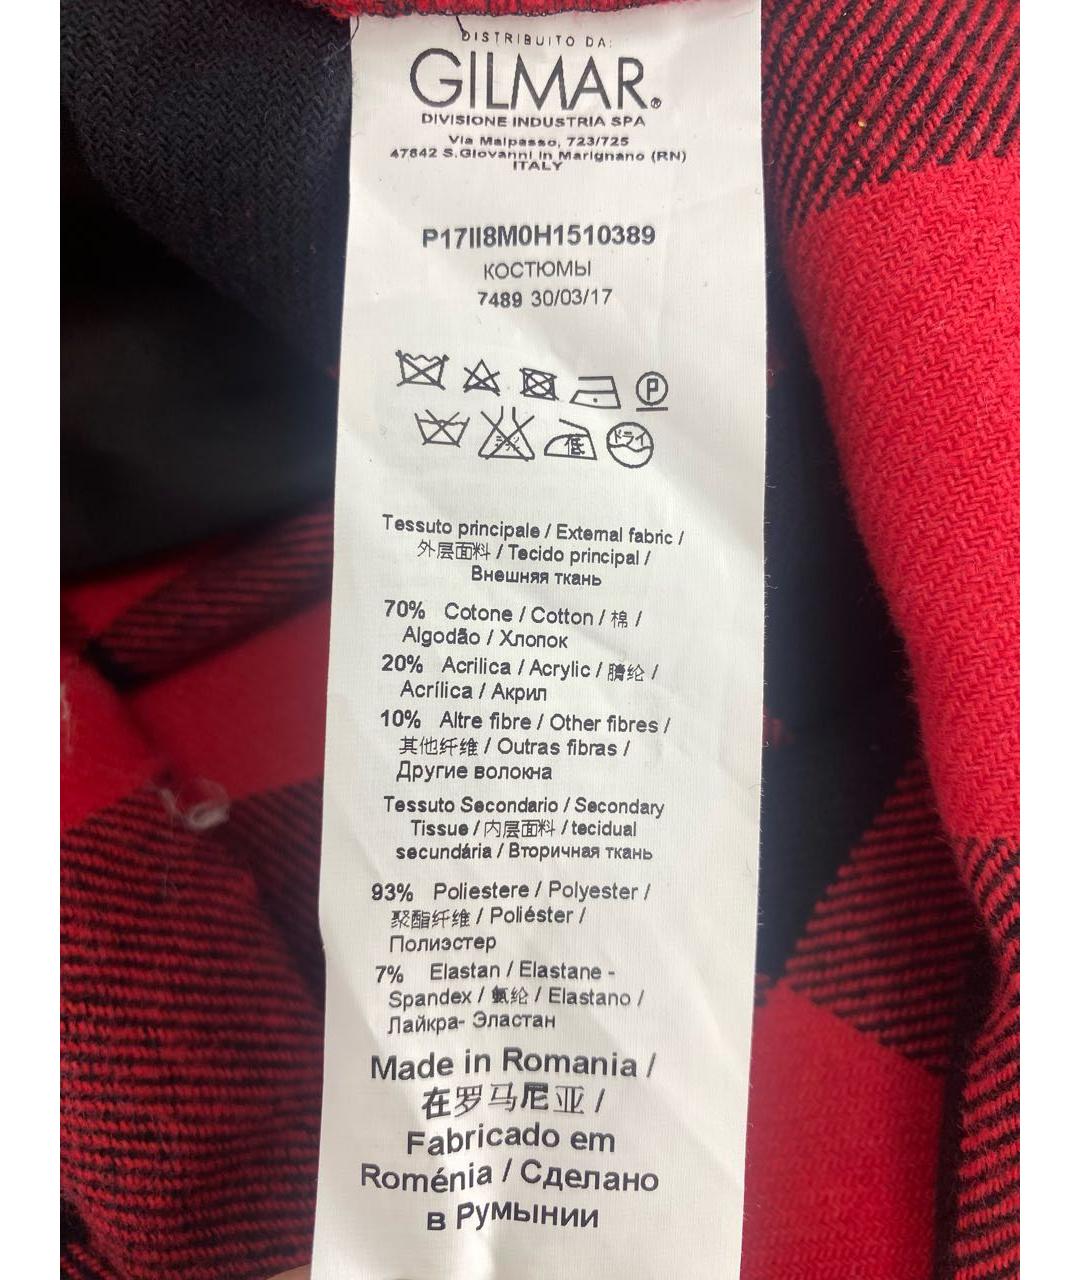 DISTRIBUITO DA:
GILMAR®
DIVISIONE INDUSTRIA SPA
Via Malpasso, 723/725
47842 S.Giovanni in Marignano (RN)
ITALY
P17II8M0H1510389
КОСТЮМЫ
7489 30/03/17
P
低 ドライ
Tessuto principale / External fabric /
外层面料 / Tecido principal /
Внешняя ткань
70% Cotone / Cotton / 棉 /
Algodão / Хлопок
20% Acrilica / Acrylic / 腈纶 /
Acrílica / Акрил
10% Altre fibre / Other fibres /
其他纤维 / Outras fibras /
Другие волокна
Tessuto Secondario / Secondary
Tissue / 内层面料 / tecidual
secundária / Вторичная ткань
93% Poliestere / Polyester /
聚酯纤维 / Poliéster /
Полиэстер
7% Elastan / Elastane -
Spandex / 氨纶 / Elastano /
Лайкра- Эластан
Made in Romania /
在罗马尼亚 /
Fabricado em
Roménia / Сделано
в Румынии